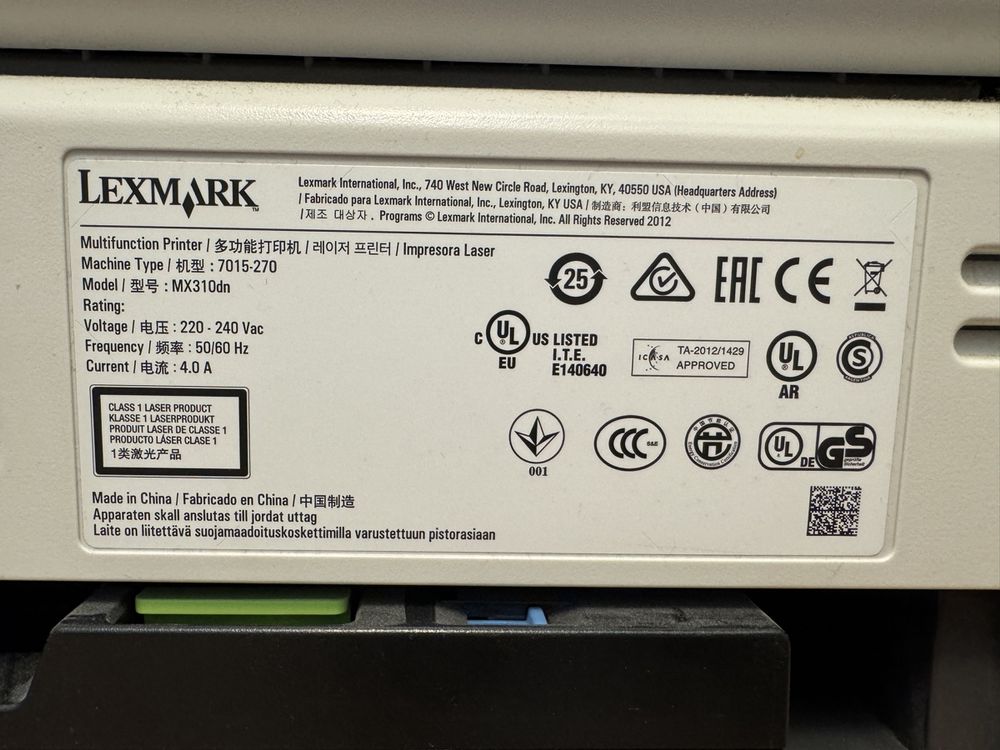 LEXMARK™
Lexmark International, Inc., 740 West New Circle Road, Lexington, KY, 40550 USA (Headquarters Address)
/ Fabricado para Lexmark International, Inc., Lexington, KY USA / 制造商: 利盟信息技术（中国）有限公司
/ 제조 대상자 . Programs © Lexmark International, Inc. All Rights Reserved 2012
Multifunction Printer / 多功能打印机 / 레이저 프린터 / Impresora Laser
Machine Type / 机型 : 7015-270
Model / 型号 : MX310dn
Rating:
Voltage / 电压 : 220 - 240 Vac
Frequency / 频率 : 50/60 Hz
Current / 电流 : 4.0 A
25
EAC
CE
C UL US LISTED
EU I.T.E.
E140640
ICASA TA-2012/1429
APPROVED
UL
AR
S
CLASS 1 LASER PRODUCT
KLASSE 1 LASERPRODUKT
PRODUIT LASER DE CLASSE 1
PRODUCTO LÁSER CLASE 1
1类激光产品
001
CCC S&E
UL DE GS
geprüfte
Sicherheit
Made in China / Fabricado en China / 中国制造
Apparaten skall anslutas till jordat uttag
Laite on liitettävä suojamaadoituskoskettimilla varustettuun pistorasiaan